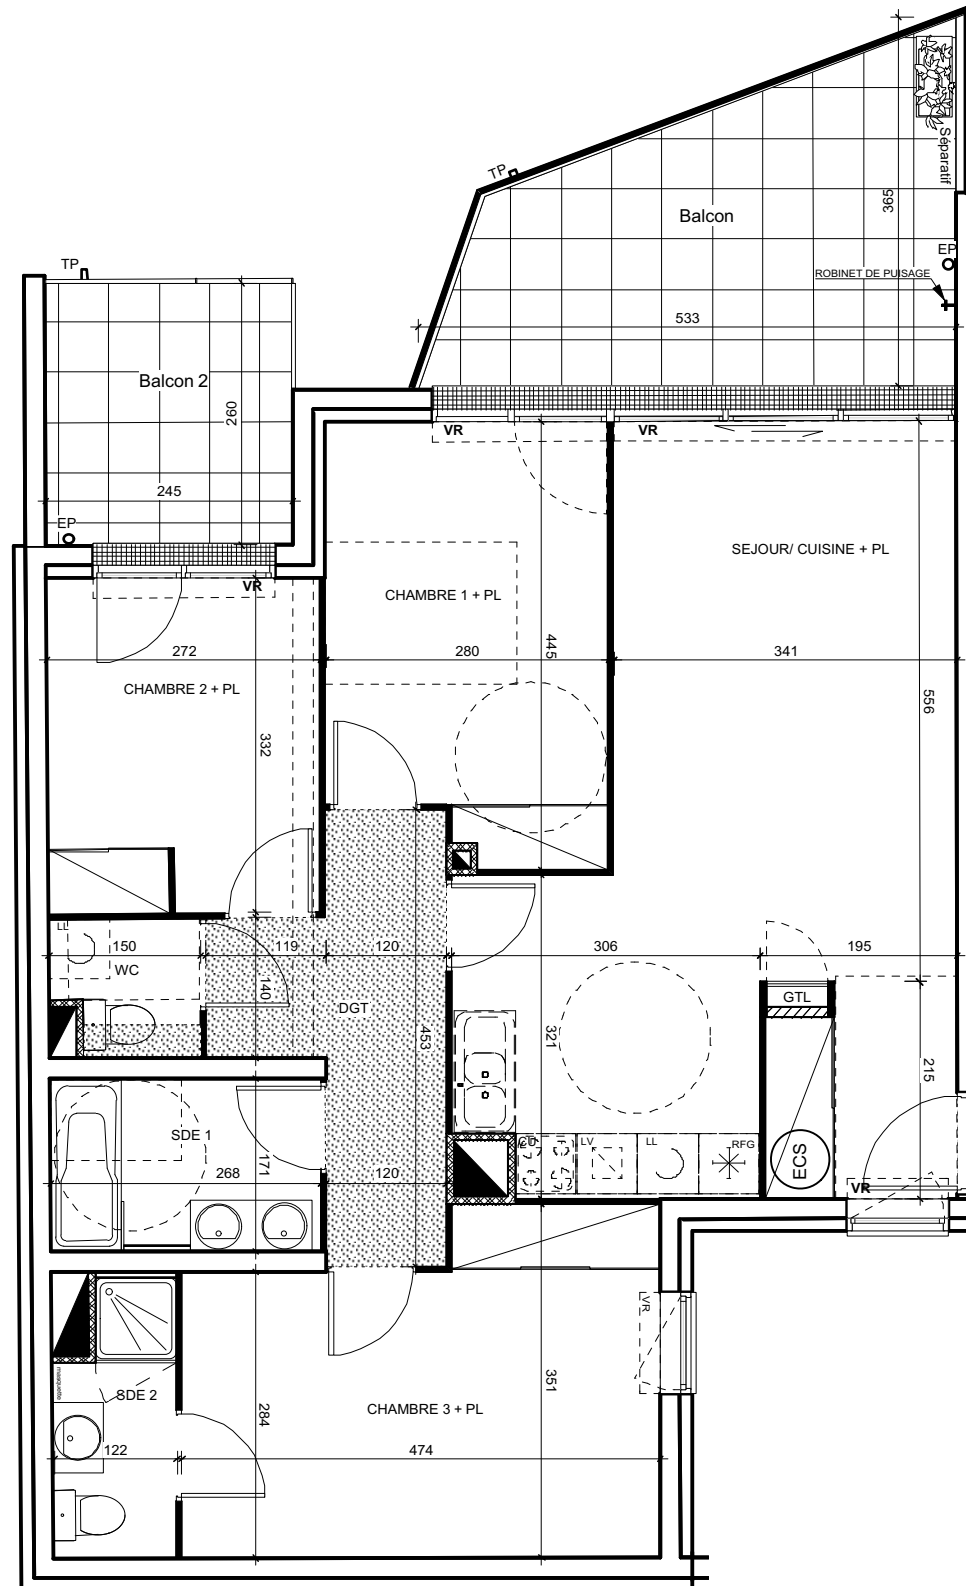 Séparatif
365
TP
Balcon
EP
ROBINET DE PUISAGE
TP
533
Balcon 2
260
VR
VR
245
EP
SEJOUR/ CUISINE + PL
VR
CHAMBRE 1 + PL
445
272
280
341
CHAMBRE 2 + PL
556
332
LL
150
119
120
306
195
WC
140
DGT
GTL
453
321
215
SDE 1
CU
LV
LL
RFG
171
ECS
268
120
VR
VR
masquette
SDE 2
351
CHAMBRE 3 + PL
284
122
474